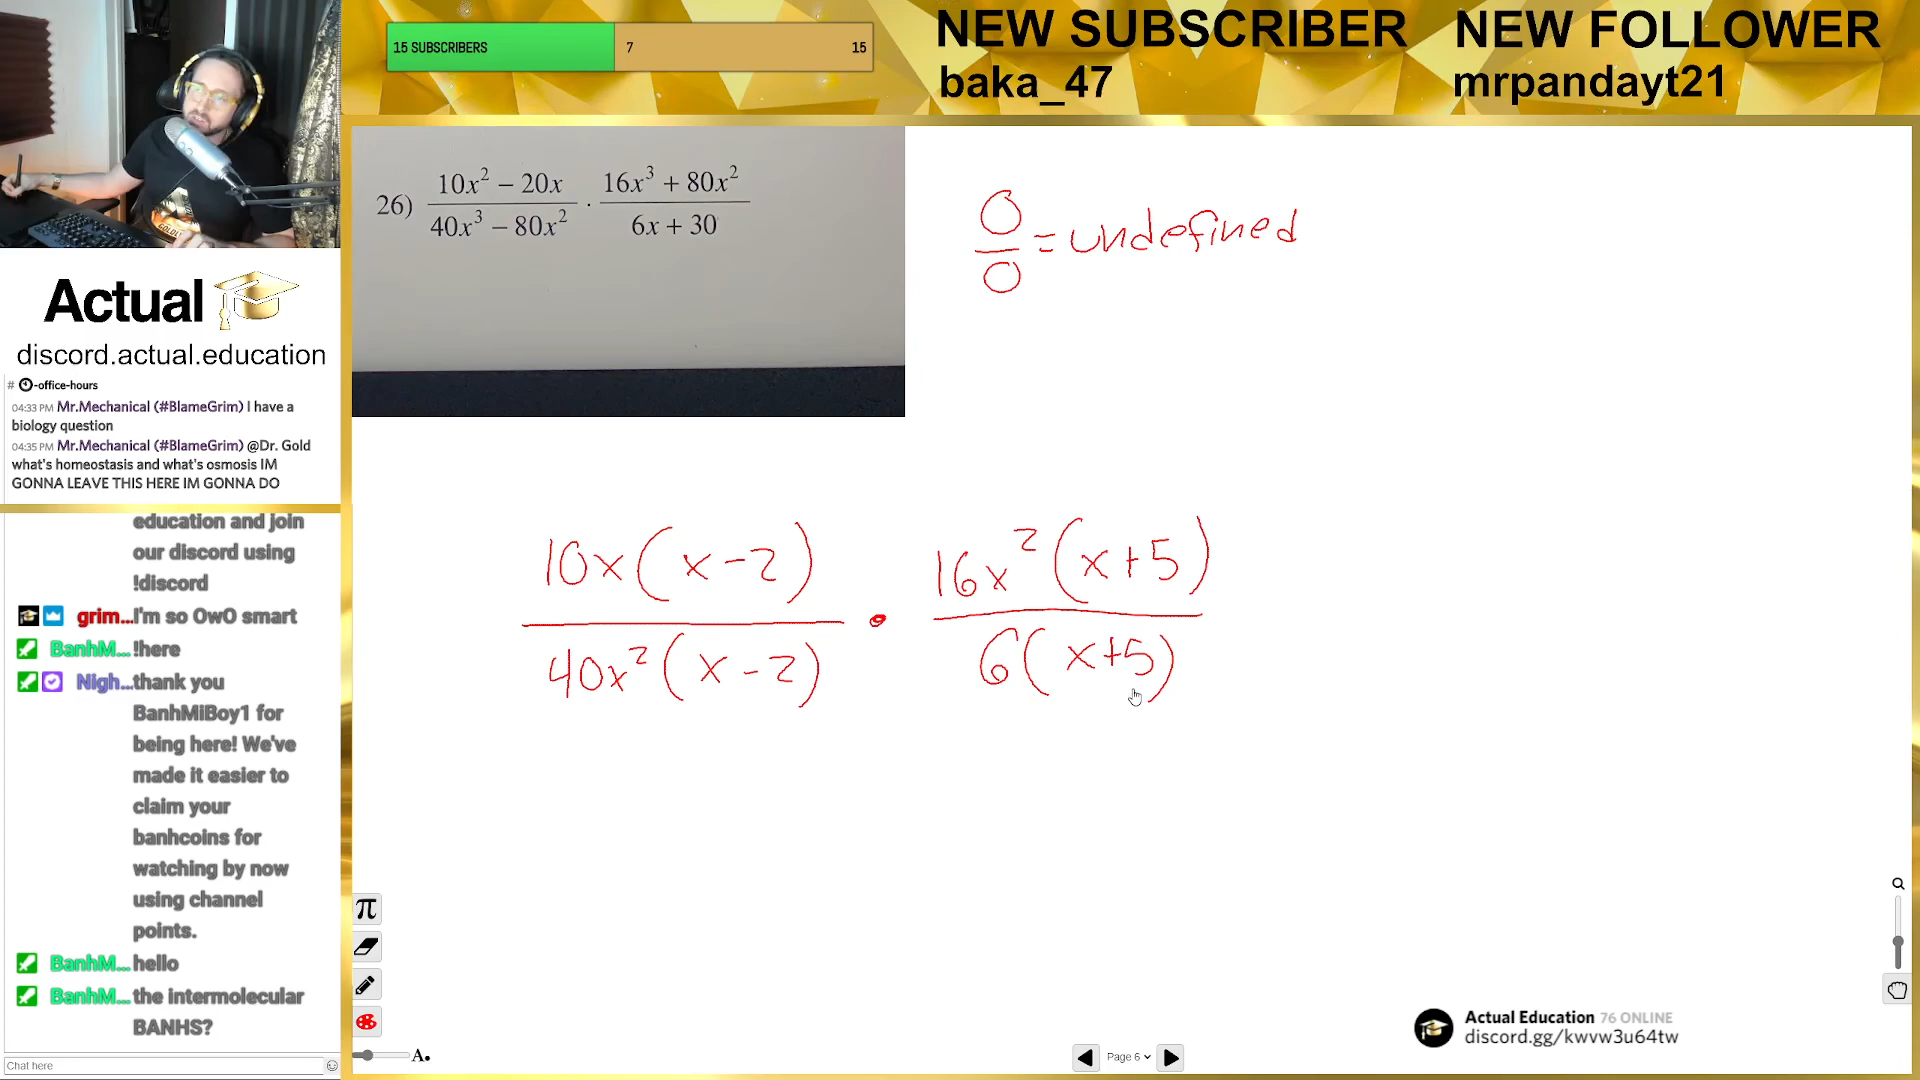 15 SUBSCRIBERS 7 15
NEW SUBSCRIBER
baka_47
NEW FOLLOWER
mrpandayt21
Actual
discord.actual.education
# -office-hours
04:33 PM Mr.Mechanical (#BlameGrim) I have a
biology question
04:35 PM Mr.Mechanical (#BlameGrim) @Dr. Gold
what's homeostasis and what's osmosis IM
GONNA LEAVE THIS HERE IM GONNA DO
education and join
our discord using
!discord
grim... I'm so OwO smart
BanhM... !here
Nigh... thank you
BanhMiBoy1 for
being here! We've
made it easier to
claim your
banhcoins for
watching by now
using channel
points.
BanhM... hello
BanhM... the intermolecular
BANHS?
Chat here
26) (10x² − 20x)/(40x³ − 80x²) · (16x³ + 80x²)/(6x + 30)
0/0 = undefined
10x(x-2) 16x²(x+5)
40x²(x-2) • 6(x+5)
π
A.
Page 6
Actual Education 76 ONLINE
discord.gg/kwvw3u64tw